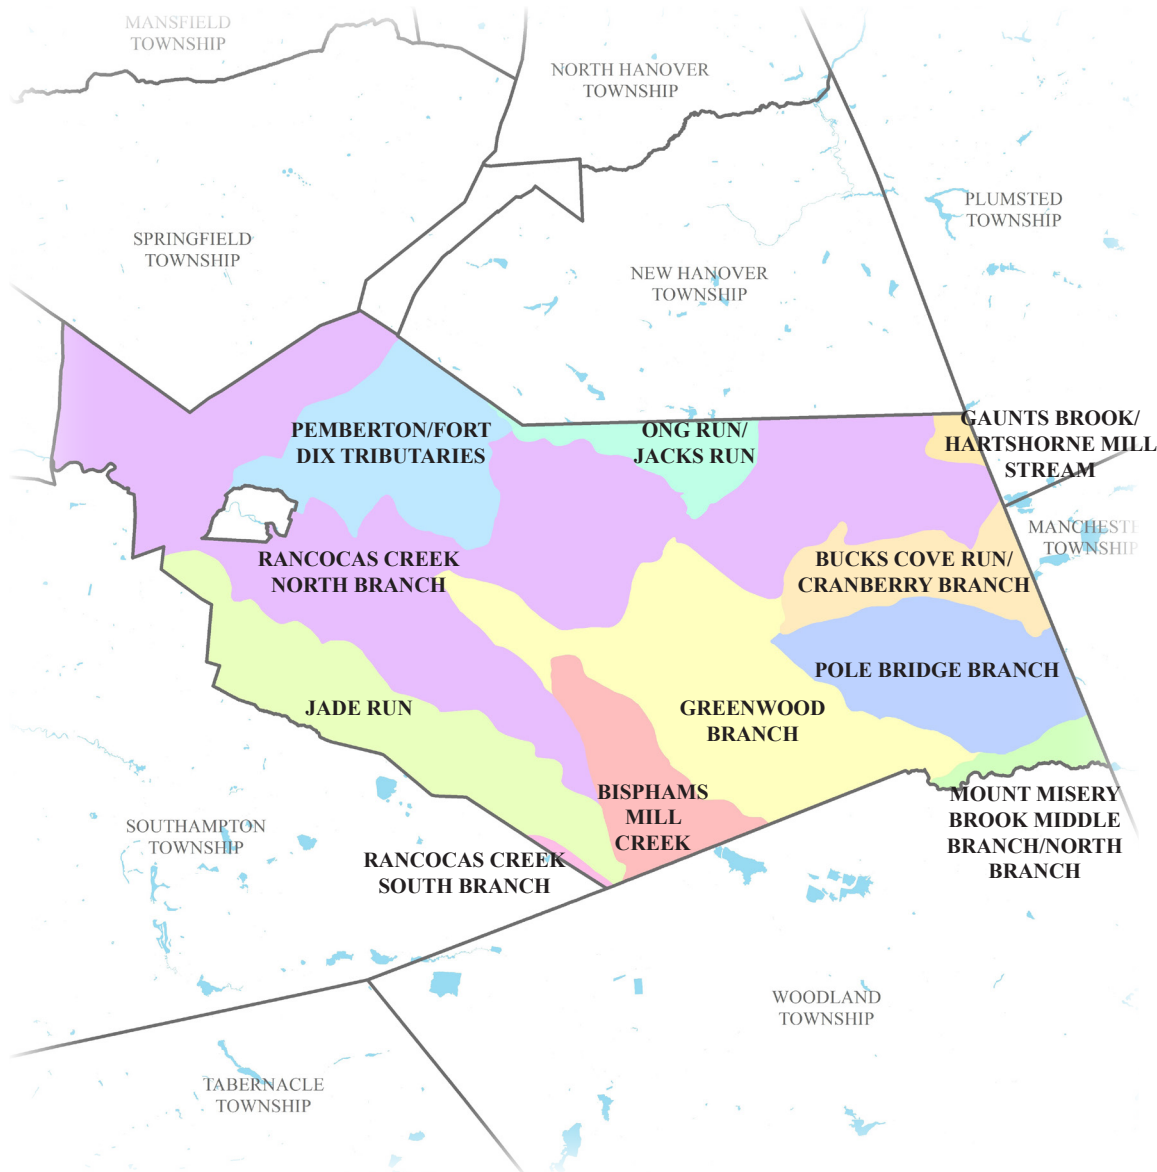 MANSFIELD
TOWNSHIP
NORTH HANOVER
TOWNSHIP
PLUMSTED
TOWNSHIP
SPRINGFIELD
TOWNSHIP
NEW HANOVER
TOWNSHIP
GAUNTS BROOK/
HARTSHORNE MILL
STREAM
PEMBERTON/FORT
DIX TRIBUTARIES
ONG RUN/
JACKS RUN
MANCHESTE
TOWNSHIP
RANCOCAS CREEK
NORTH BRANCH
BUCKS COVE RUN/
CRANBERRY BRANCH
POLE BRIDGE BRANCH
JADE RUN
GREENWOOD
BRANCH
BISPHAMS
MILL
CREEK
MOUNT MISERY
BROOK MIDDLE
BRANCH/NORTH
BRANCH
SOUTHAMPTON
TOWNSHIP
RANCOCAS CREEK
SOUTH BRANCH
WOODLAND
TOWNSHIP
TABERNACLE
TOWNSHIP